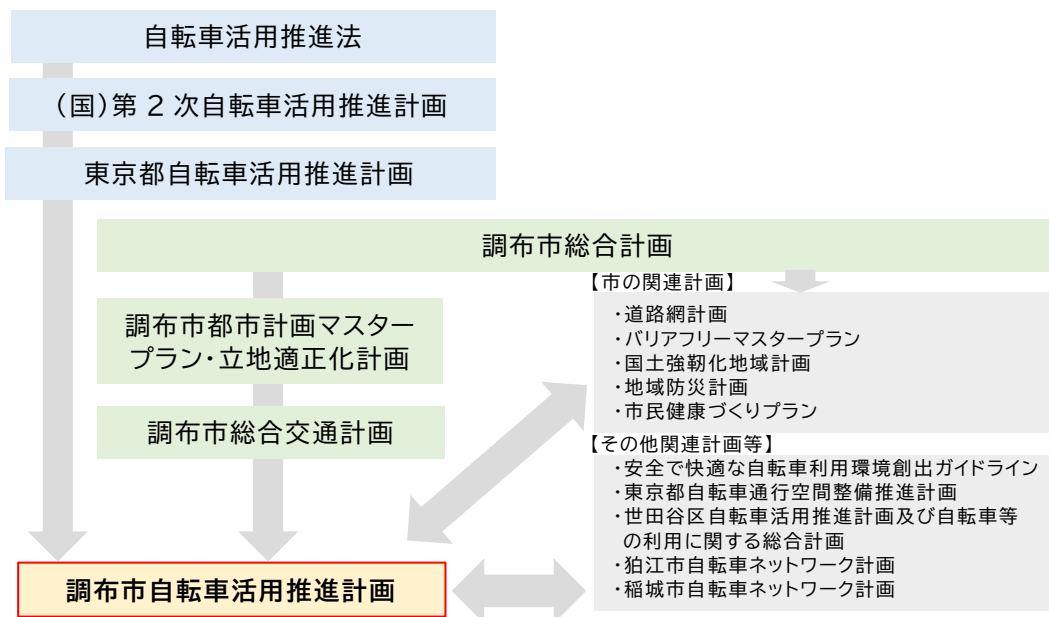 自転車活用推進法
(国)第 2 次自転車活用推進計画
東京都自転車活用推進計画
調布市総合計画
調布市都市計画マスター
プラン・立地適正化計画
調布市総合交通計画
調布市自転車活用推進計画
【市の関連計画】
・道路網計画
・バリアフリーマスタープラン
・国土強靭化地域計画
・地域防災計画
・市民健康づくりプラン
【その他関連計画等】
・安全で快適な自転車利用環境創出ガイドライン
・東京都自転車通行空間整備推進計画
・世田谷区自転車活用推進計画及び自転車等
の利用に関する総合計画
・狛江市自転車ネットワーク計画
・稲城市自転車ネットワーク計画